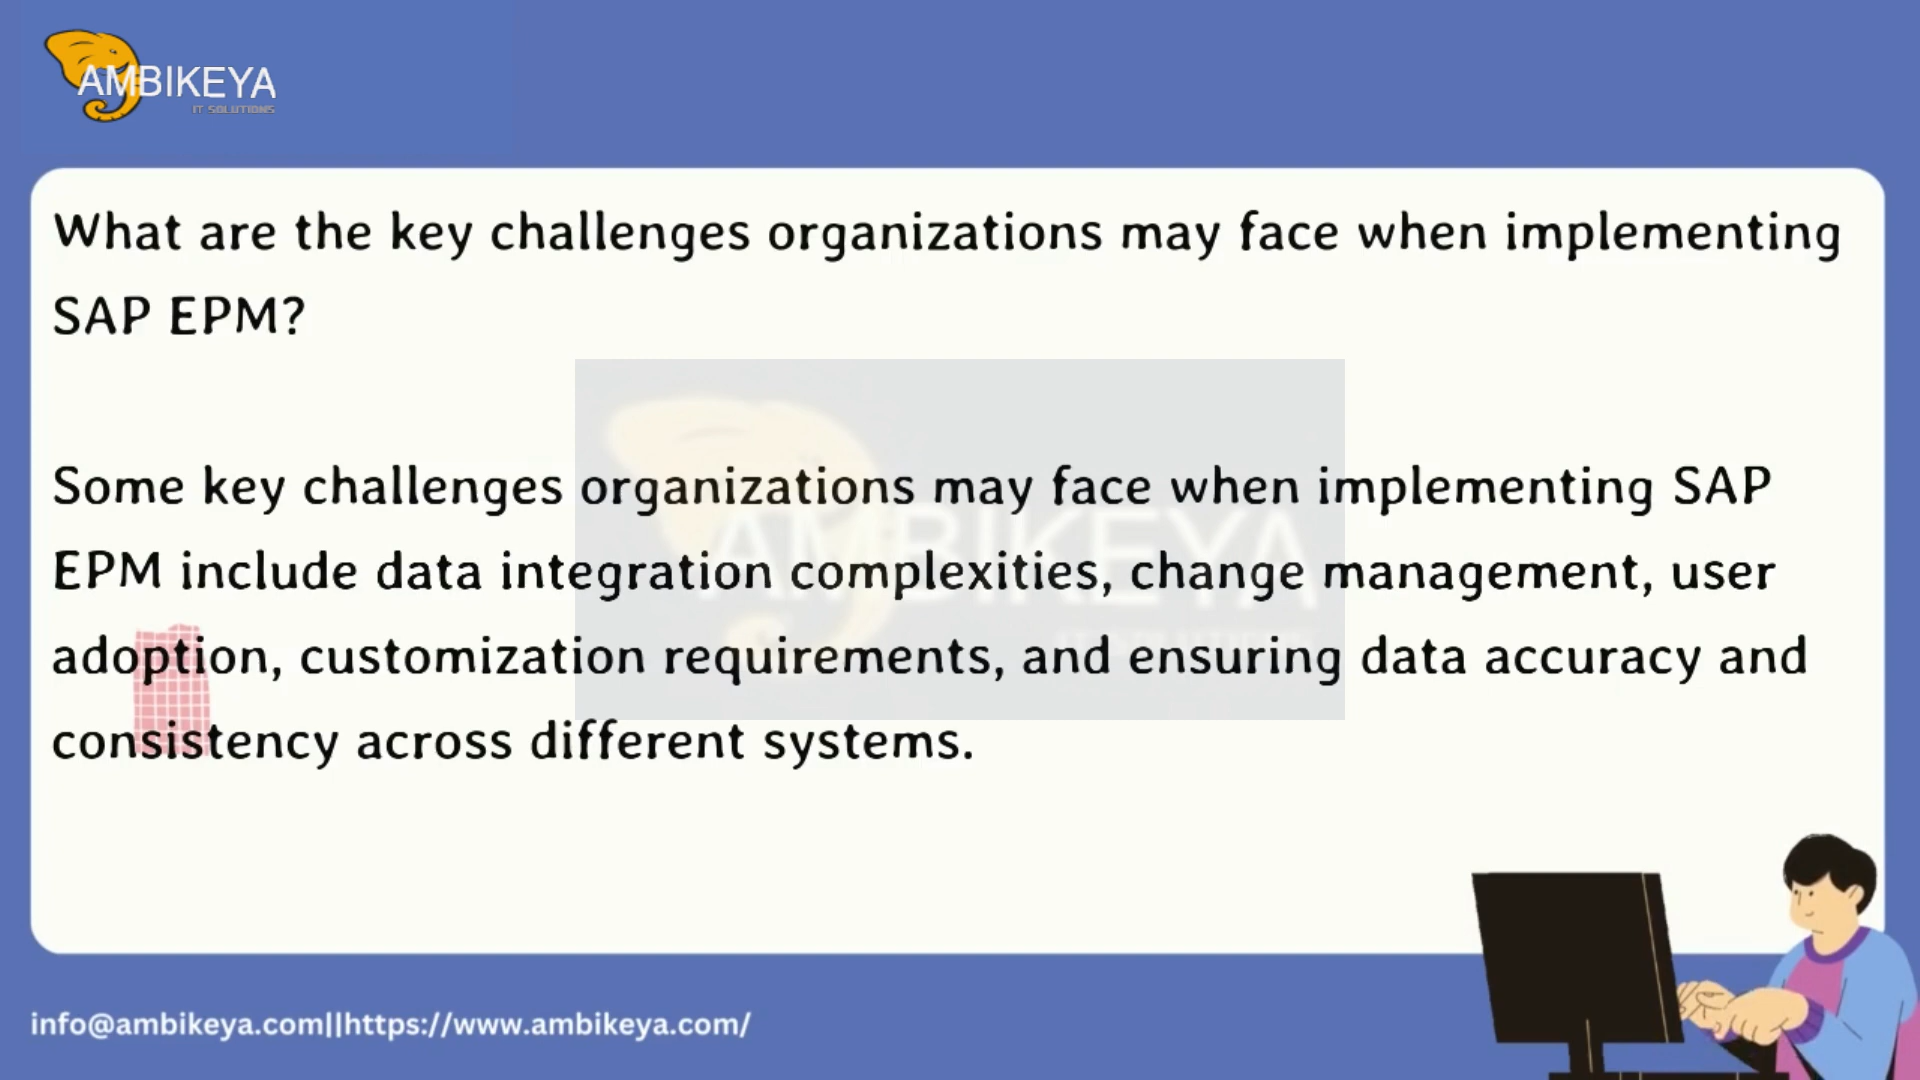 AMBIKEYA
IT SOLUTIONS
What are the key challenges organizations may face when implementing
SAP EPM?
Some key challenges organizations may face when implementing SAP
EPM include data integration complexities, change management, user
adoption, customization requirements, and ensuring data accuracy and
consistency across different systems.
AMBIKEYA
info@ambikeya.com||https://www.ambikeya.com/